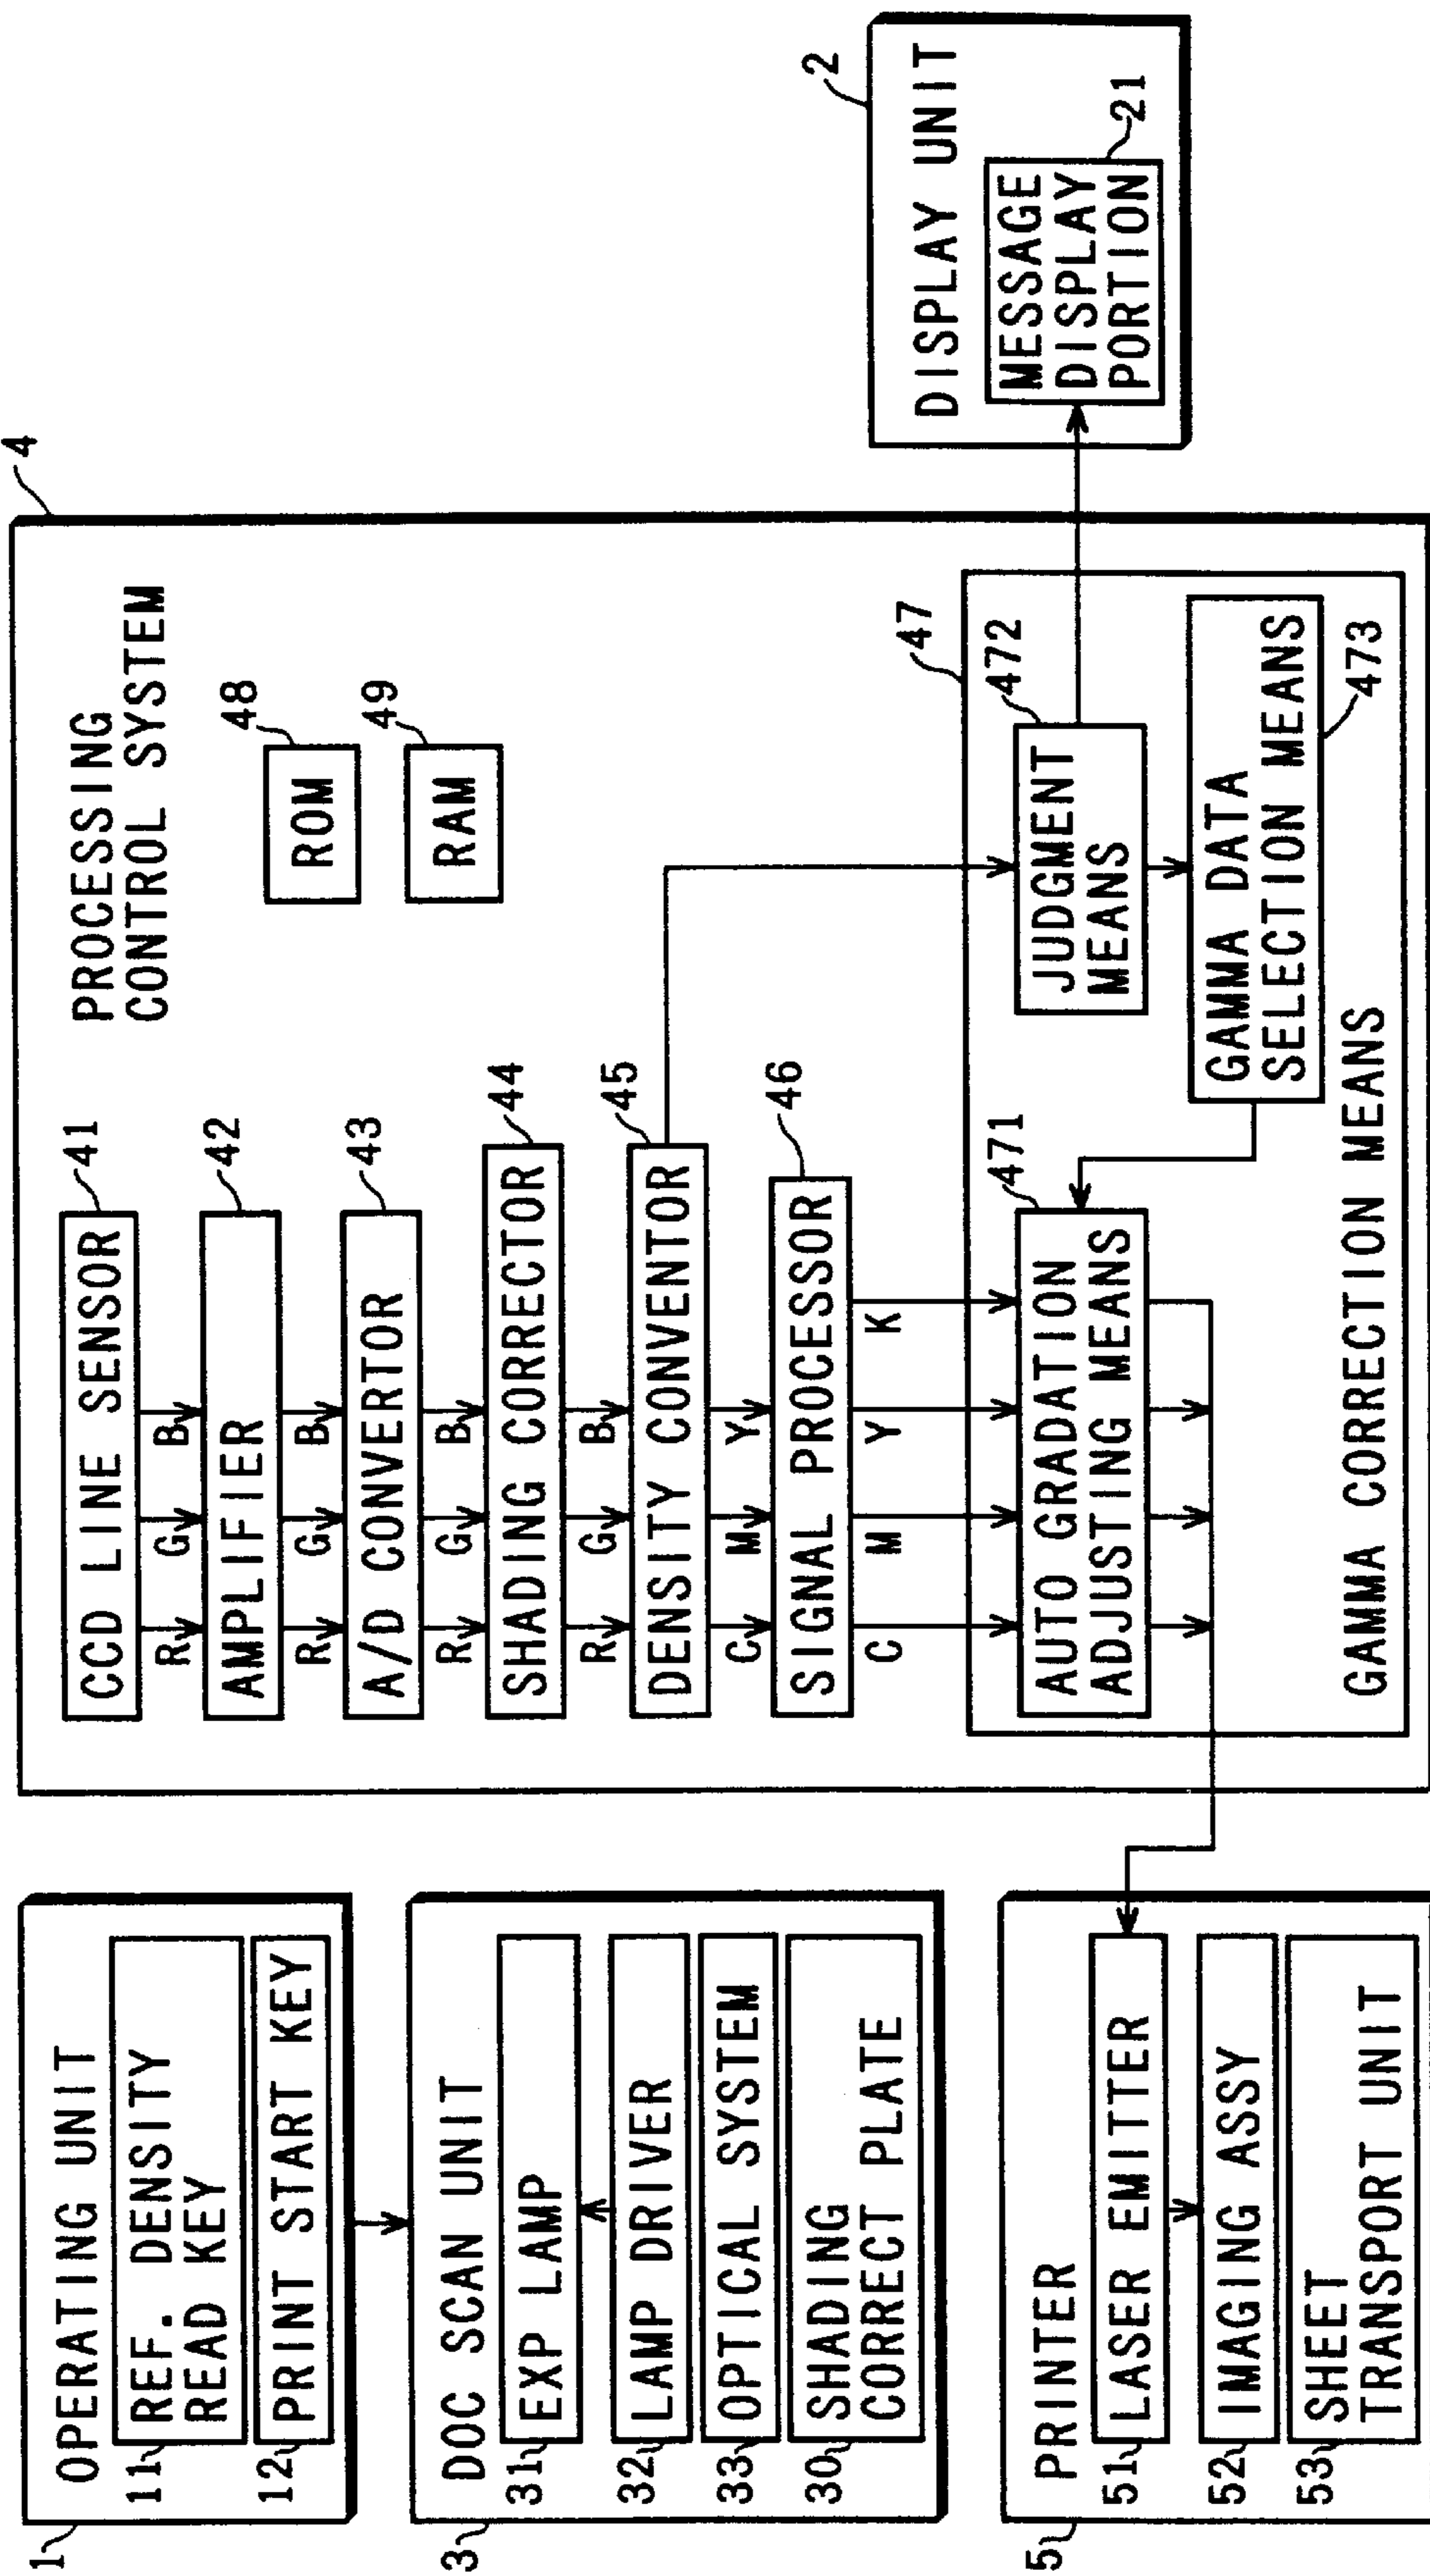 1
OPERATING UNIT
11
REF. DENSITY
READ KEY
12
PRINT START KEY
3
DOC SCAN UNIT
31
EXP LAMP
32
LAMP DRIVER
33
OPTICAL SYSTEM
30
SHADING
CORRECT PLATE
5
PRINTER
51
LASER EMITTER
52
IMAGING ASSY
53
SHEET
TRANSPORT UNIT
4
PROCESSING
CONTROL SYSTEM
CCD LINE SENSOR
41
R G B
AMPLIFIER
42
R G B
A/D CONVERTOR
43
R G B
SHADING CORRECTOR
44
R G B
DENSITY CONVENTOR
45
C M Y
SIGNAL PROCESSOR
46
C M Y K
ROM
48
RAM
49
47
AUTO GRADATION
ADJUSTING MEANS
471
JUDGMENT
MEANS
472
GAMMA DATA
SELECTION MEANS
473
GAMMA CORRECTION MEANS
2
DISPLAY UNIT
MESSAGE
DISPLAY
PORTION
21